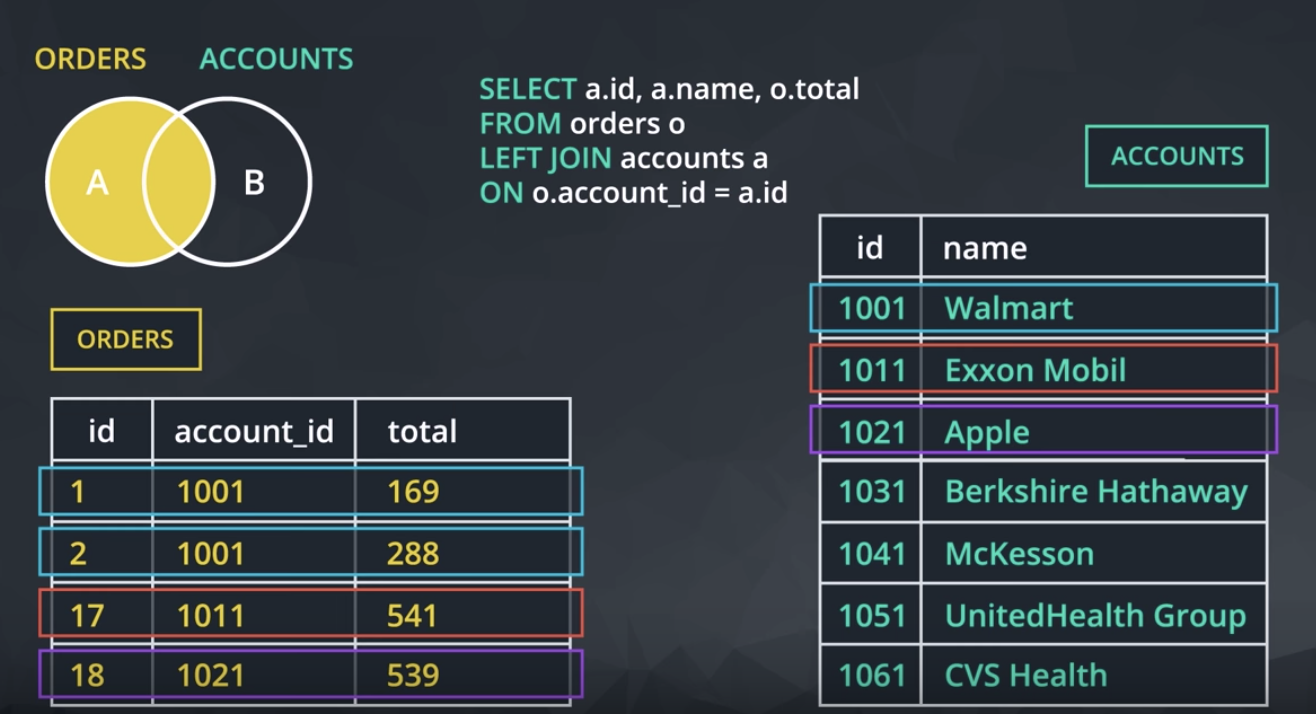 ORDERS ACCOUNTS
A B
SELECT a.id, a.name, o.total
FROM orders o
LEFT JOIN accounts a
ON o.account_id = a.id
ORDERS
id account_id total
1 1001 169
2 1001 288
17 1011 541
18 1021 539
ACCOUNTS
id name
1001 Walmart
1011 Exxon Mobil
1021 Apple
1031 Berkshire Hathaway
1041 McKesson
1051 UnitedHealth Group
1061 CVS Health